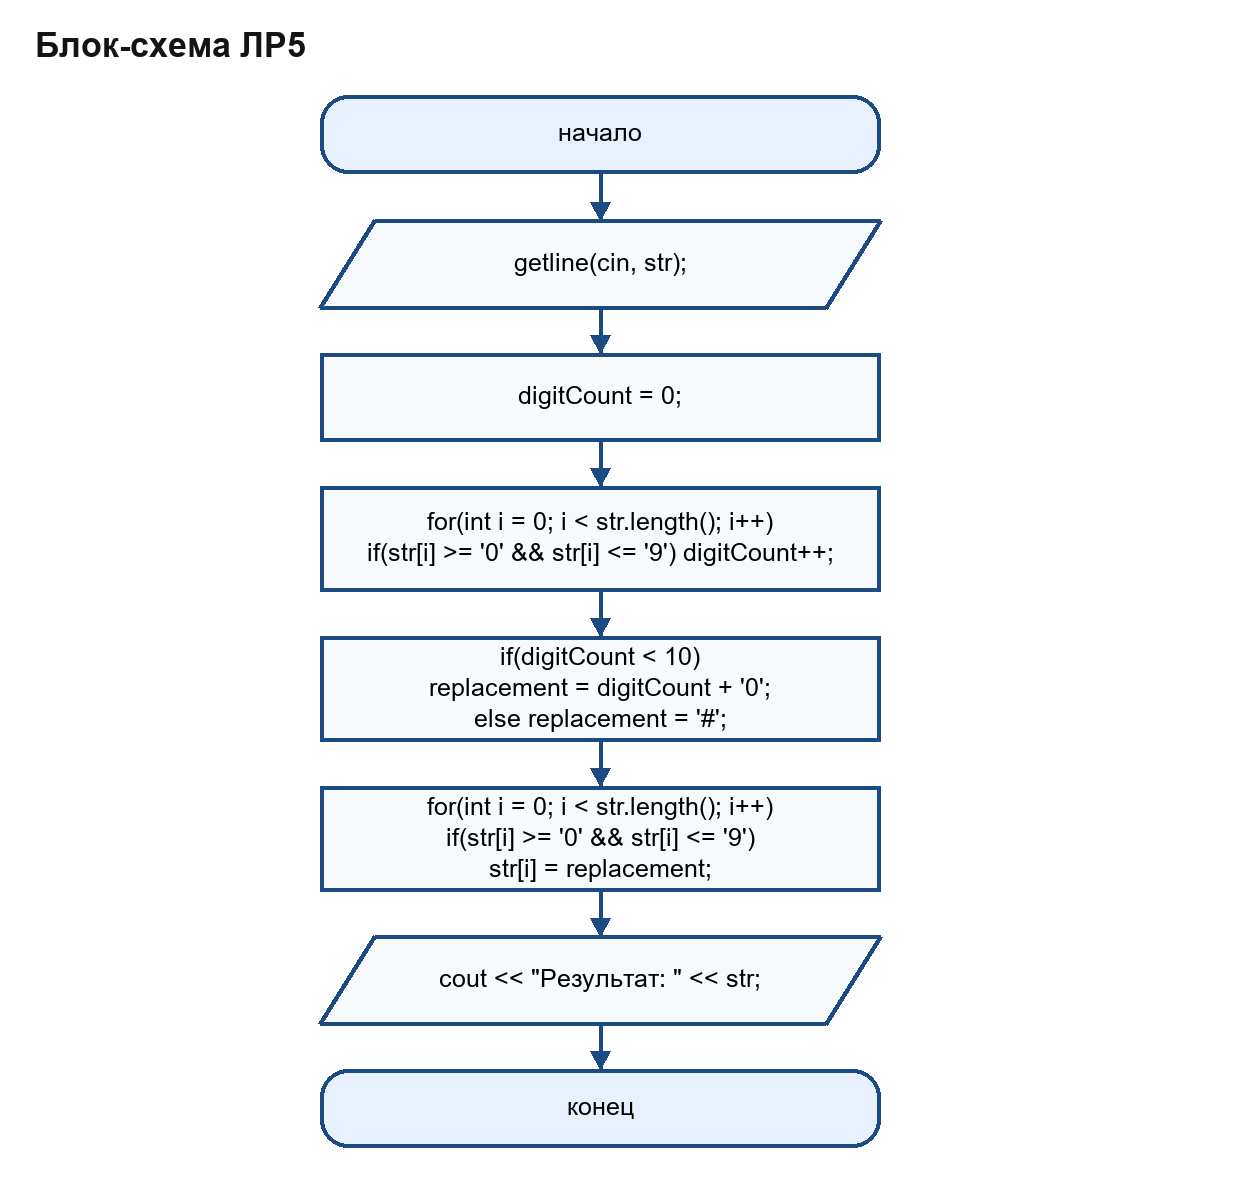 Блок-схема ЛР5
начало
getline(cin, str);
digitCount = 0;
for(int i = 0; i < str.length(); i++)
if(str[i] >= '0' && str[i] <= '9') digitCount++;
if(digitCount < 10)
replacement = digitCount + '0';
else replacement = '#';
for(int i = 0; i < str.length(); i++)
if(str[i] >= '0' && str[i] <= '9')
str[i] = replacement;
cout << "Результат: " << str;
конец